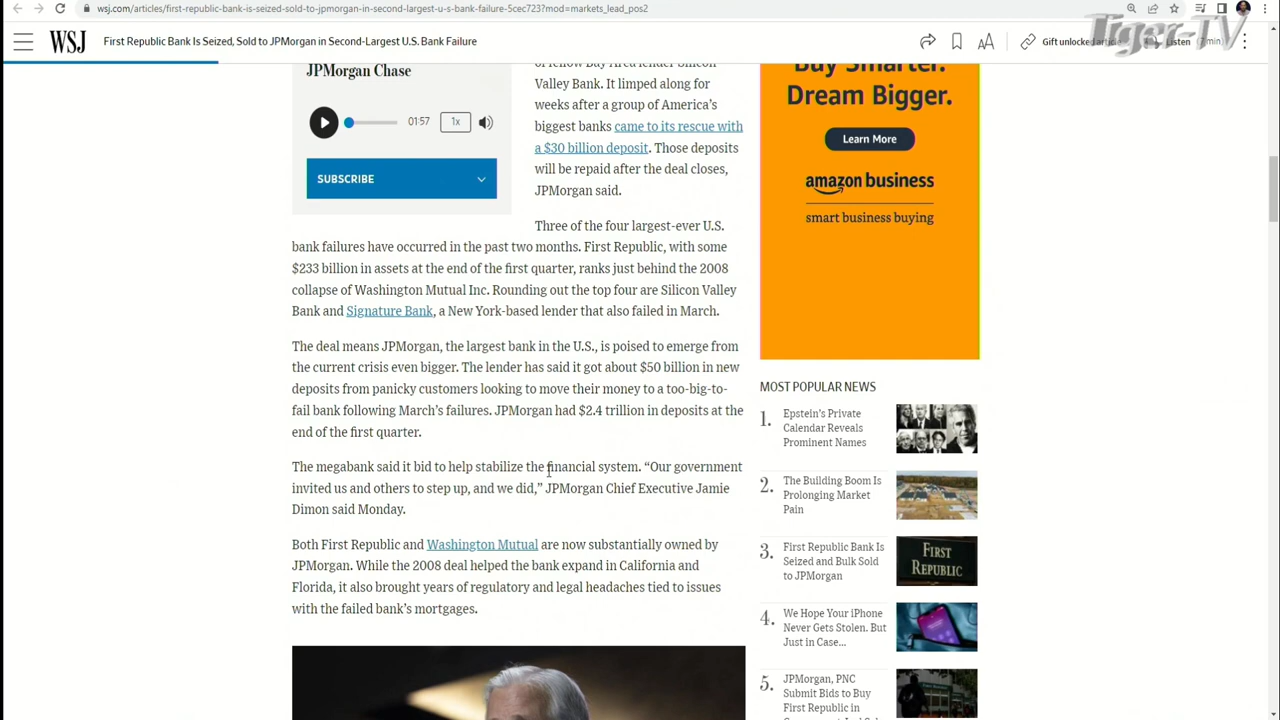 wsj.com/articles/first-republic-bank-is-seized-sold-to-jpmorgan-in-second-largest-u-s-bank-failure-5cec723?mod=markets_lead_pos2
WSJ
First Republic Bank Is Seized, Sold to JPMorgan in Second-Largest U.S. Bank Failure
Gift unlocked article
Listen
Tiger-TV
JPMorgan Chase
01:57
1x
SUBSCRIBE
of fellow Bay Area lender Silicon
Valley Bank. It limped along for
weeks after a group of America's
biggest banks came to its rescue with
a $30 billion deposit. Those deposits
will be repaid after the deal closes,
JPMorgan said.
Three of the four largest-ever U.S.
bank failures have occurred in the past two months. First Republic, with some
$233 billion in assets at the end of the first quarter, ranks just behind the 2008
collapse of Washington Mutual Inc. Rounding out the top four are Silicon Valley
Bank and Signature Bank, a New York-based lender that also failed in March.
The deal means JPMorgan, the largest bank in the U.S., is poised to emerge from
the current crisis even bigger. The lender has said it got about $50 billion in new
deposits from panicky customers looking to move their money to a too-big-to-
fail bank following March's failures. JPMorgan had $2.4 trillion in deposits at the
end of the first quarter.
The megabank said it bid to help stabilize the financial system. “Our government
invited us and others to step up, and we did,” JPMorgan Chief Executive Jamie
Dimon said Monday.
Both First Republic and Washington Mutual are now substantially owned by
JPMorgan. While the 2008 deal helped the bank expand in California and
Florida, it also brought years of regulatory and legal headaches tied to issues
with the failed bank's mortgages.
Buy Smarter.
Dream Bigger.
Learn More
amazon business
smart business buying
MOST POPULAR NEWS
1.
Epstein's Private
Calendar Reveals
Prominent Names
2.
The Building Boom Is
Prolonging Market
Pain
3.
First Republic Bank Is
Seized and Bulk Sold
to JPMorgan
FIRST
REPUBLIC
4.
We Hope Your iPhone
Never Gets Stolen. But
Just in Case...
5.
JPMorgan, PNC
Submit Bids to Buy
First Republic in